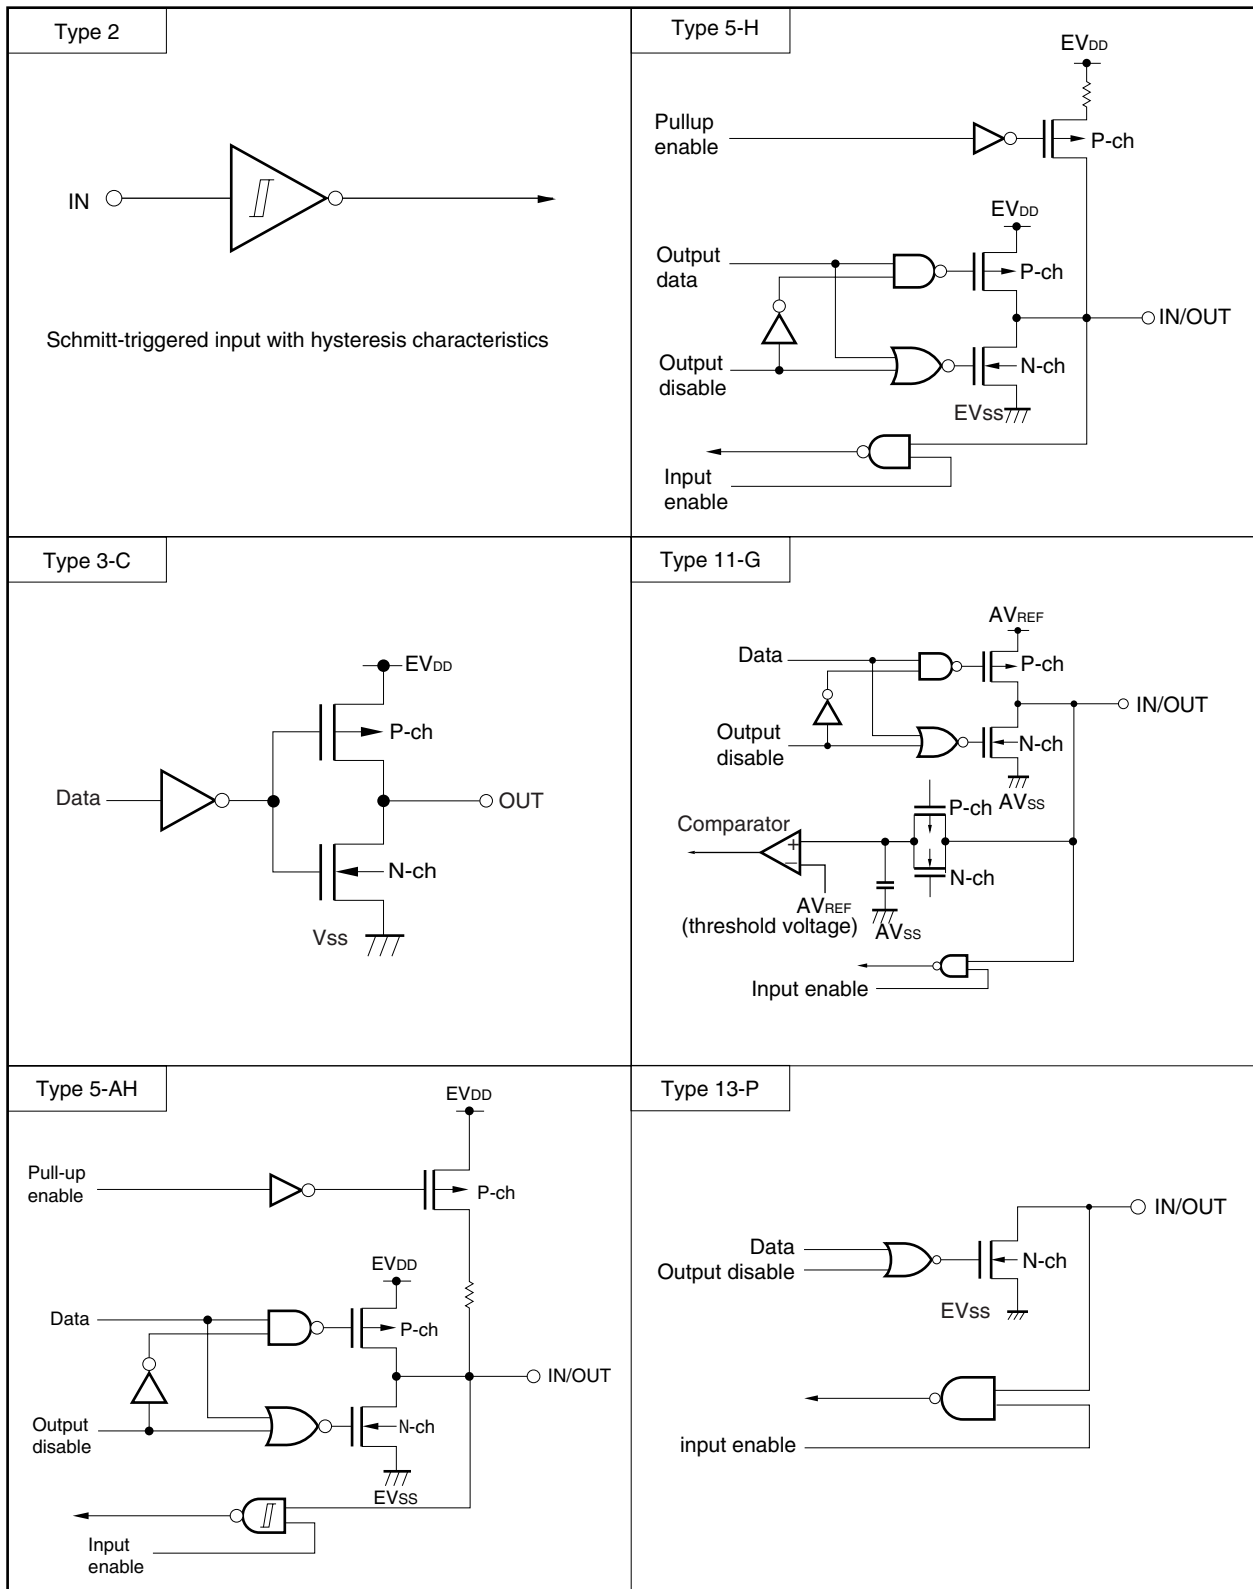 Type 2
IN
Schmitt-triggered input with hysteresis characteristics
Type 5-H
EVDD
Pullup
enable
P-ch
EVDD
Output
data
P-ch
IN/OUT
Output
disable
N-ch
EVSS
Input
enable
Type 3-C
EVDD
P-ch
Data
OUT
N-ch
VSS
Type 11-G
AVREF
Data
P-ch
IN/OUT
Output
disable
N-ch
AVSS
P-ch
Comparator
+
−
N-ch
AVREF
(threshold voltage)
AVSS
Input enable
Type 5-AH
EVDD
Pull-up
enable
P-ch
EVDD
Data
P-ch
IN/OUT
Output
disable
N-ch
EVSS
Input
enable
Type 13-P
IN/OUT
Data
Output disable
N-ch
EVSS
input enable